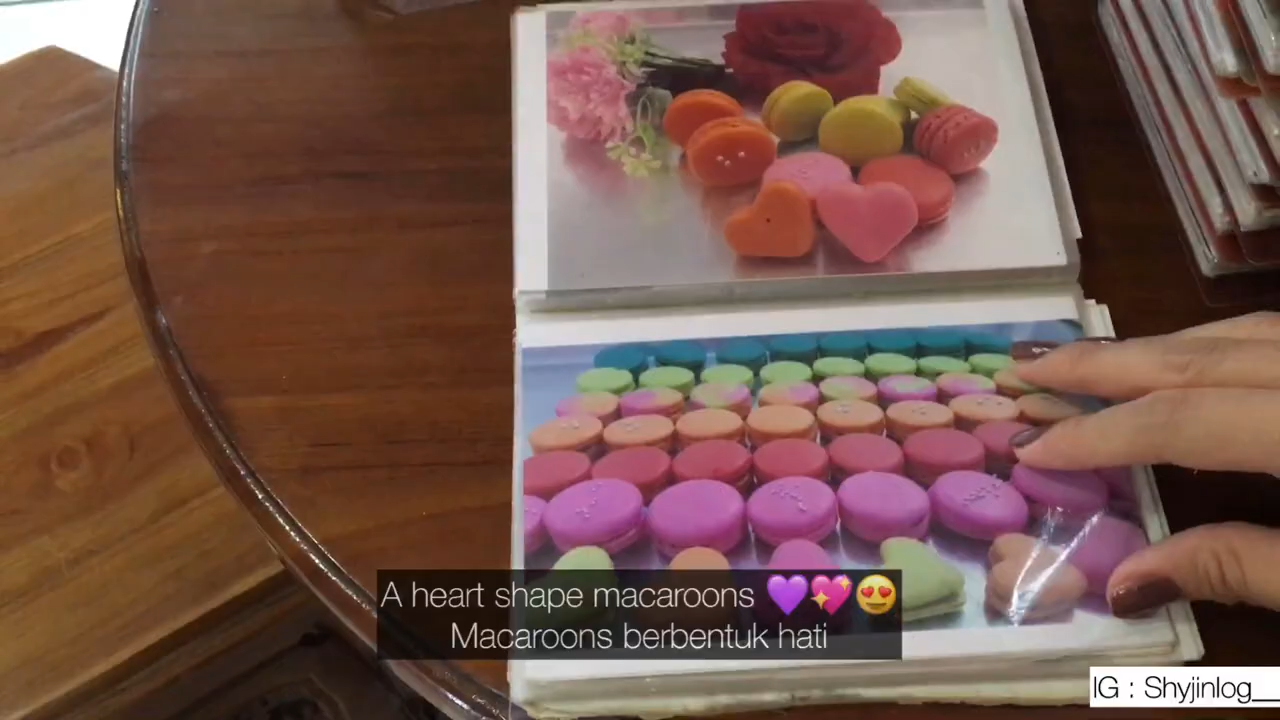 A heart shape macaroons 💜💖😍
Macaroons berbentuk hati
IG : Shyjinlog__